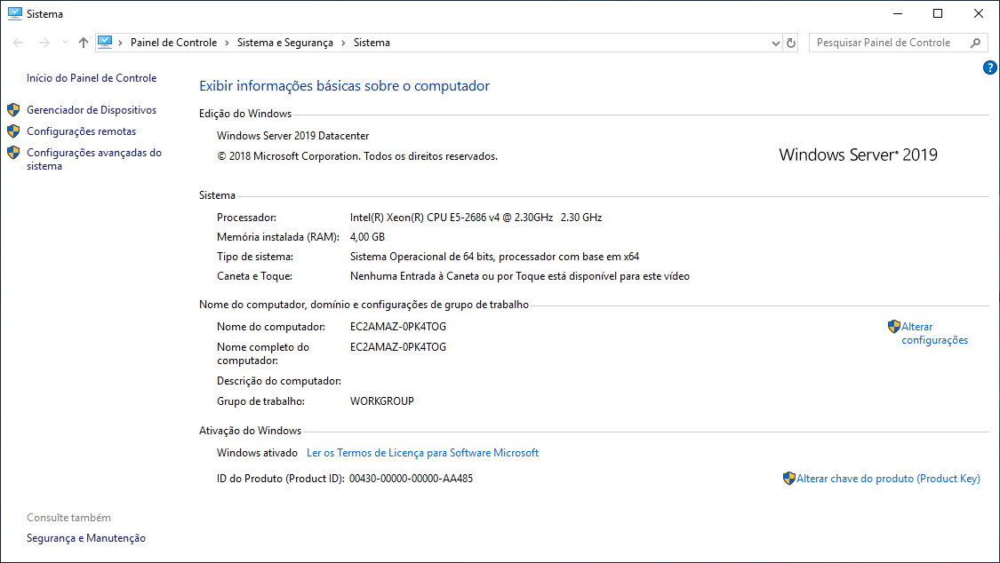 Sistema
Painel de Controle > Sistema e Segurança > Sistema
Pesquisar Painel de Controle
?
Início do Painel de Controle
Gerenciador de Dispositivos
Configurações remotas
Configurações avançadas do
sistema
Exibir informações básicas sobre o computador
Edição do Windows
Windows Server 2019 Datacenter
© 2018 Microsoft Corporation. Todos os direitos reservados.
Windows Server® 2019
Sistema
Processador: Intel(R) Xeon(R) CPU E5-2686 v4 @ 2.30GHz 2.30 GHz
Memória instalada (RAM): 4,00 GB
Tipo de sistema: Sistema Operacional de 64 bits, processador com base em x64
Caneta e Toque: Nenhuma Entrada à Caneta ou por Toque está disponível para este vídeo
Nome do computador, domínio e configurações de grupo de trabalho
Nome do computador: EC2AMAZ-0PK4TOG
Nome completo do
computador: EC2AMAZ-0PK4TOG
Descrição do computador:
Grupo de trabalho: WORKGROUP
Alterar
configurações
Ativação do Windows
Windows ativado Ler os Termos de Licença para Software Microsoft
ID do Produto (Product ID): 00430-00000-00000-AA485
Alterar chave do produto (Product Key)
Consulte também
Segurança e Manutenção